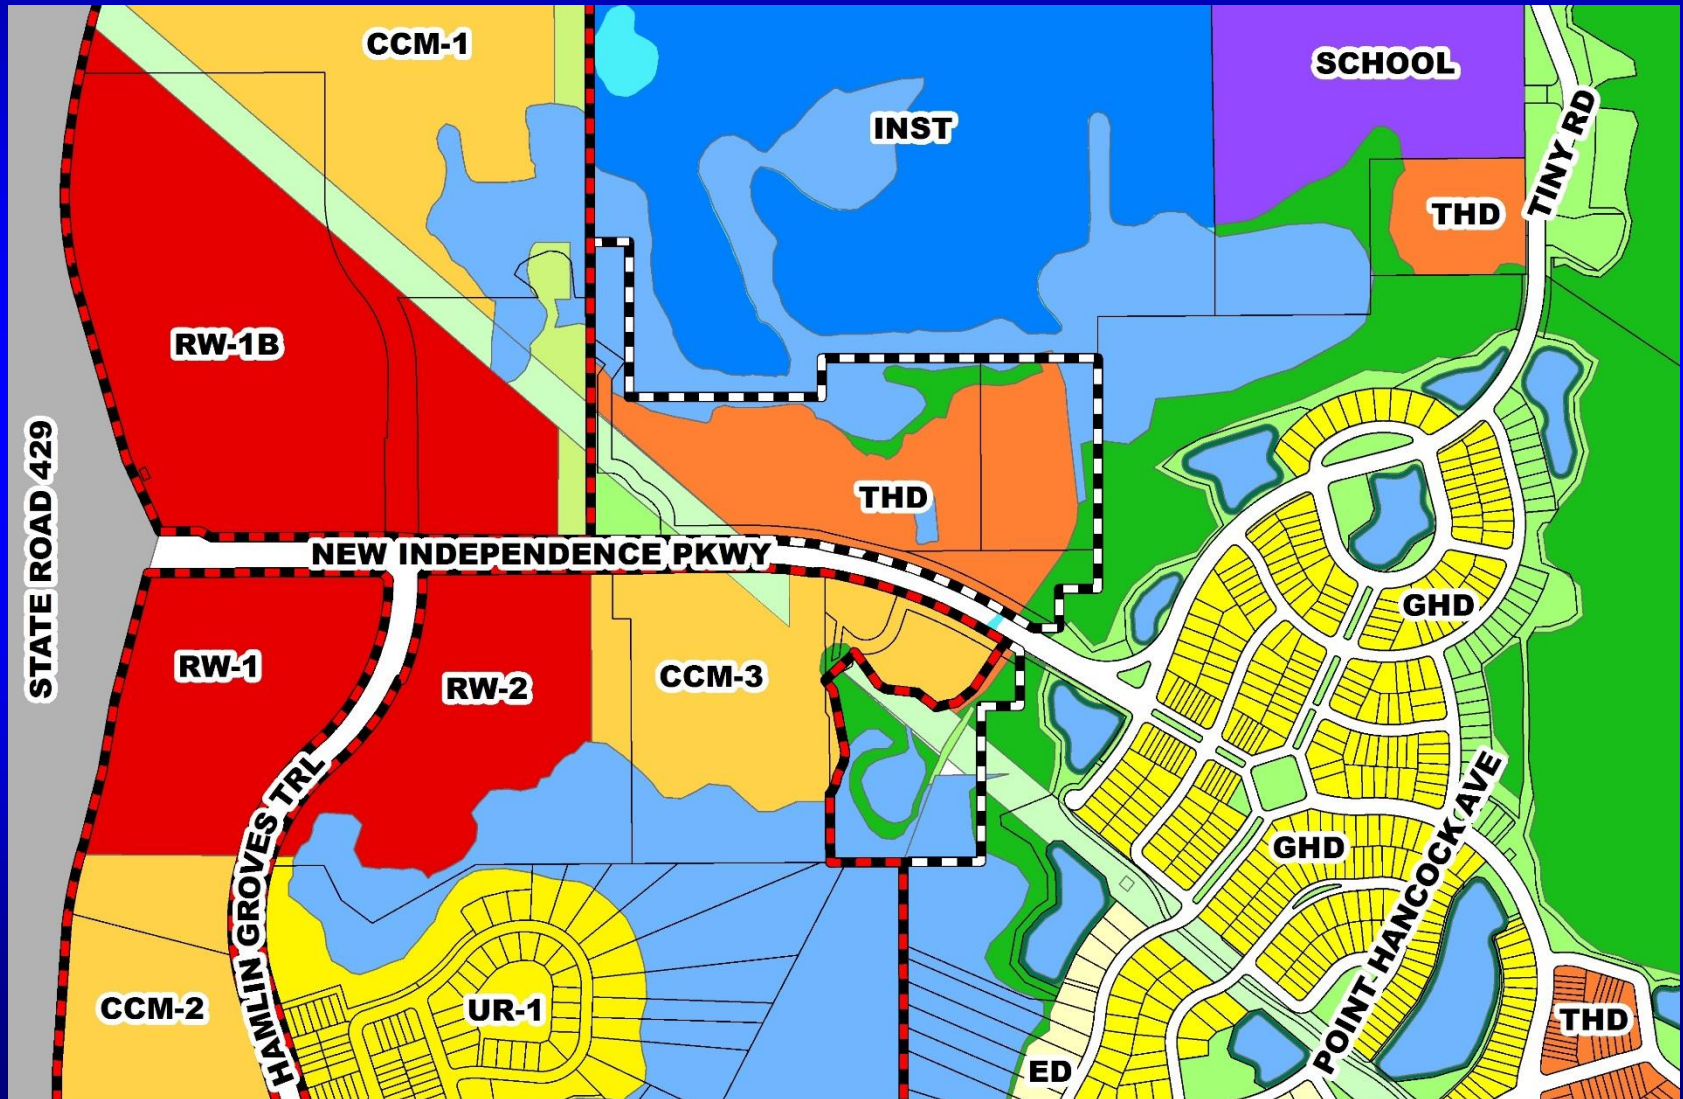 CCM-1
SCHOOL
INST
TINY RD
THD
RW-1B
STATE ROAD 429
THD
NEW INDEPENDENCE PKWY
GHD
RW-1
CCM-3
RW-2
HAMLIN GROVES TRL
GHD
POINT HANCOCK AVE
CCM-2
UR-1
THD
ED